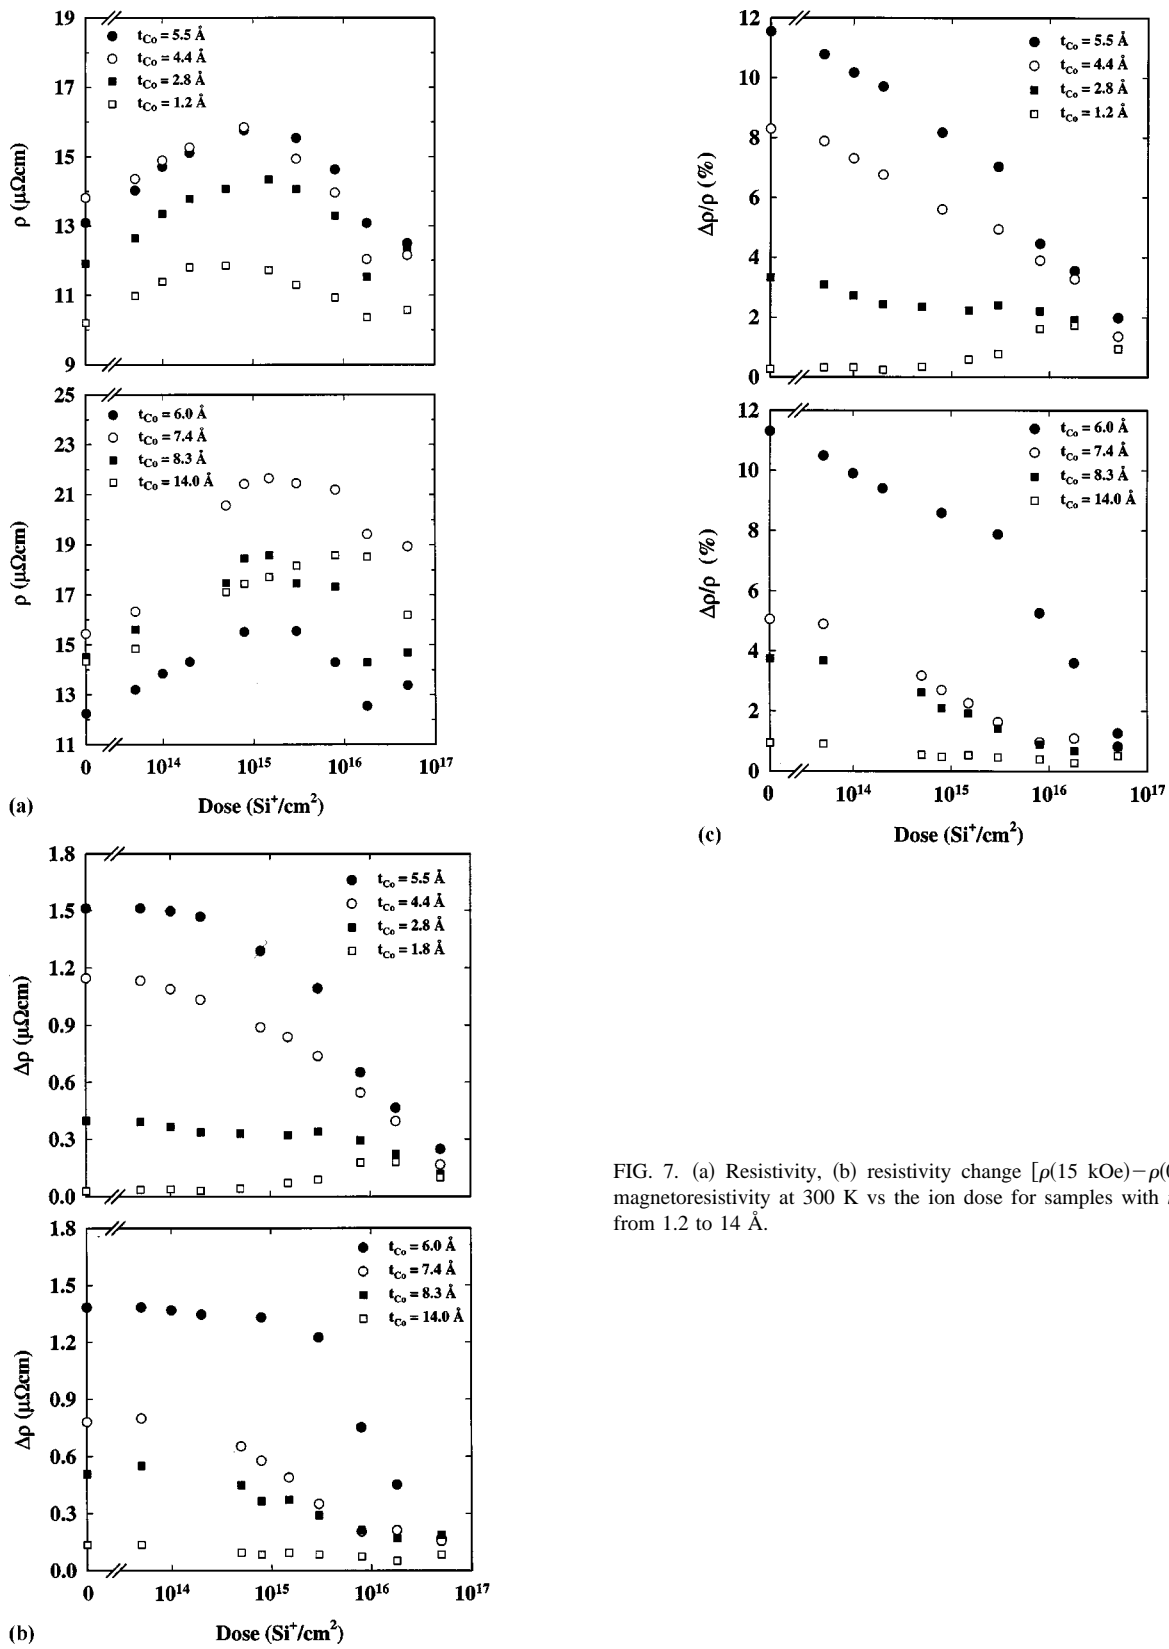 19
17
15
13
11
9
ρ (μΩcm)
t_Co = 5.5 Å
t_Co = 4.4 Å
t_Co = 2.8 Å
t_Co = 1.2 Å
25
23
21
19
17
15
13
11
ρ (μΩcm)
t_Co = 6.0 Å
t_Co = 7.4 Å
t_Co = 8.3 Å
t_Co = 14.0 Å
0 10^14 10^15 10^16 10^17
(a) Dose (Si^+/cm^2)
1.8
1.5
1.2
0.9
0.6
0.3
0.0
Δρ (μΩcm)
t_Co = 5.5 Å
t_Co = 4.4 Å
t_Co = 2.8 Å
t_Co = 1.8 Å
1.8
1.5
1.2
0.9
0.6
0.3
0.0
Δρ (μΩcm)
t_Co = 6.0 Å
t_Co = 7.4 Å
t_Co = 8.3 Å
t_Co = 14.0 Å
0 10^14 10^15 10^16 10^17
(b) Dose (Si^+/cm^2)
12
10
8
6
4
2
0
Δρ/ρ (%)
t_Co = 5.5 Å
t_Co = 4.4 Å
t_Co = 2.8 Å
t_Co = 1.2 Å
12
10
8
6
4
2
0
Δρ/ρ (%)
t_Co = 6.0 Å
t_Co = 7.4 Å
t_Co = 8.3 Å
t_Co = 14.0 Å
0 10^14 10^15 10^16 10^17
(c) Dose (Si^+/cm^2)
FIG. 7. (a) Resistivity, (b) resistivity change [ρ(15 kOe)−ρ(0
magnetoresistivity at 300 K vs the ion dose for samples with
from 1.2 to 14 Å.